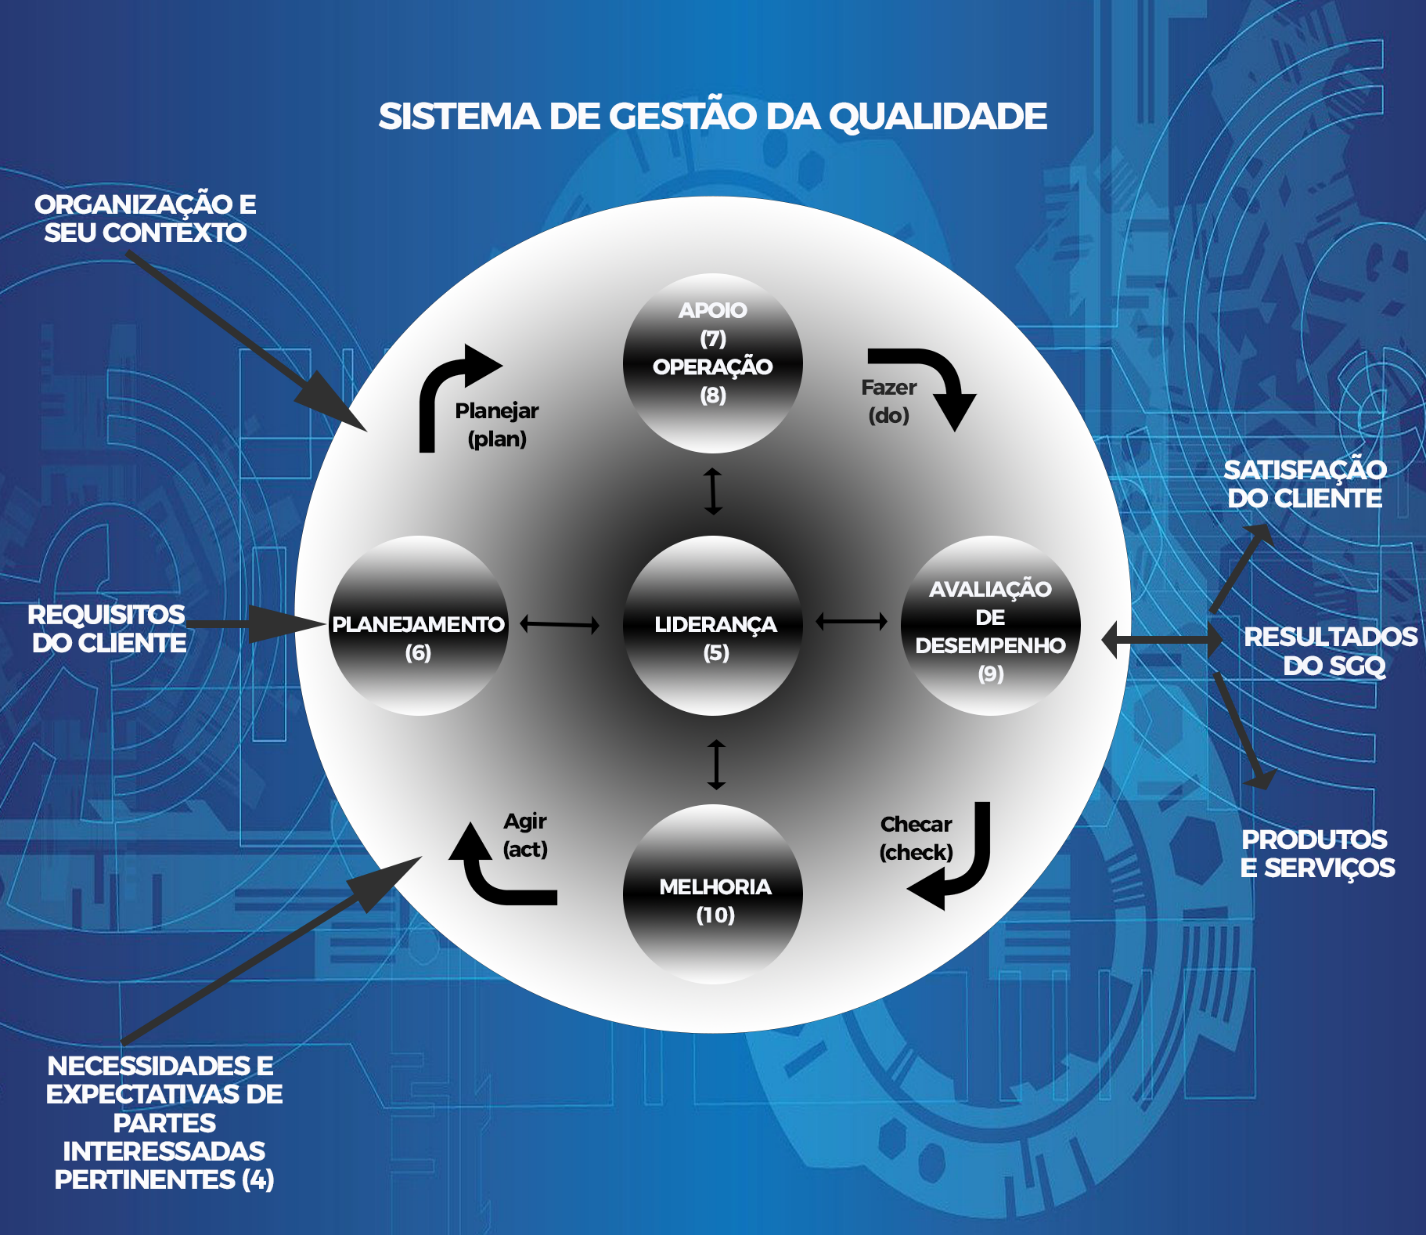 SISTEMA DE GESTÃO DA QUALIDADE
ORGANIZAÇÃO E
SEU CONTEXTO
APOIO
(7)
OPERAÇÃO
(8)
Planejar
(plan)
Fazer
(do)
SATISFAÇÃO
DO CLIENTE
REQUISITOS
DO CLIENTE
PLANEJAMENTO
(6)
LIDERANÇA
(5)
AVALIAÇÃO
DE
DESEMPENHO
(9)
RESULTADOS
DO SGQ
Agir
(act)
Checar
(check)
MELHORIA
(10)
PRODUTOS
E SERVIÇOS
NECESSIDADES E
EXPECTATIVAS DE
PARTES
INTERESSADAS
PERTINENTES (4)